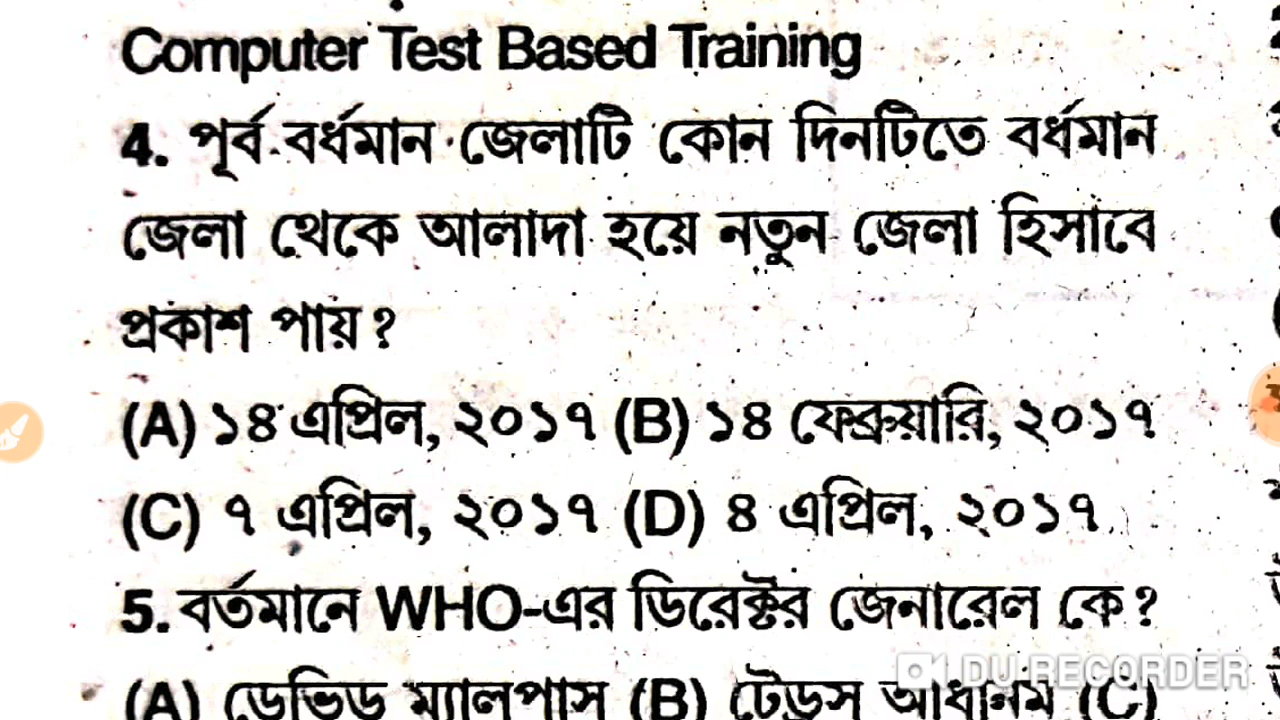 Computer Test Based Training
4. পূর্ব বর্ধমান জেলাটি কোন দিনটিতে বর্ধমান
জেলা থেকে আলাদা হয়ে নতুন জেলা হিসাবে
প্রকাশ পায় ?
(A) ১৪ এপ্রিল, ২০১৭ (B) ১৪ ফেব্রুয়ারি, ২০১৭
(C) ৭ এপ্রিল, ২০১৭ (D) ৪ এপ্রিল, ২০১৭
5. বর্তমানে WHO-এর ডিরেক্টর জেনারেল কে ?
(A) ডেভিড ম্যালপাস (B) টেড্রস আধানম (C)
DU RECORDER